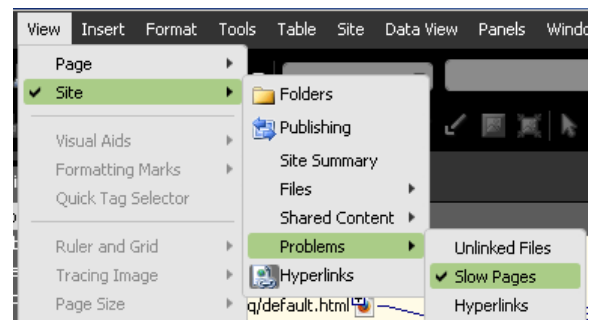 View Insert Format Tools Table Site Data View Panels
Page
Site
Visual Aids
Formatting Marks
Quick Tag Selector
Ruler and Grid
Tracing Image
Page Size
Folders
Publishing
Site Summary
Files
Shared Content
Problems
Hyperlinks
Unlinked Files
Slow Pages
Hyperlinks
q/default.html